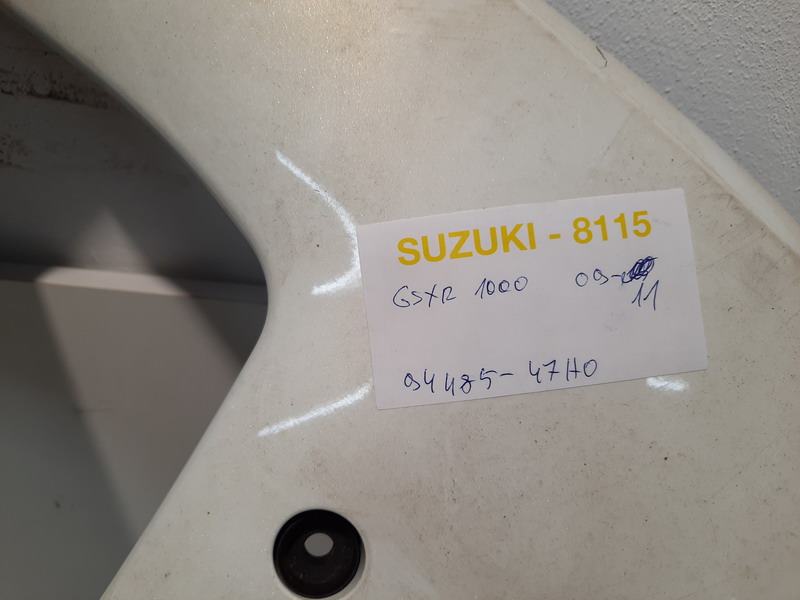 SUZUKI - 8115
GSXR 1000 09-
11
94485-47H0